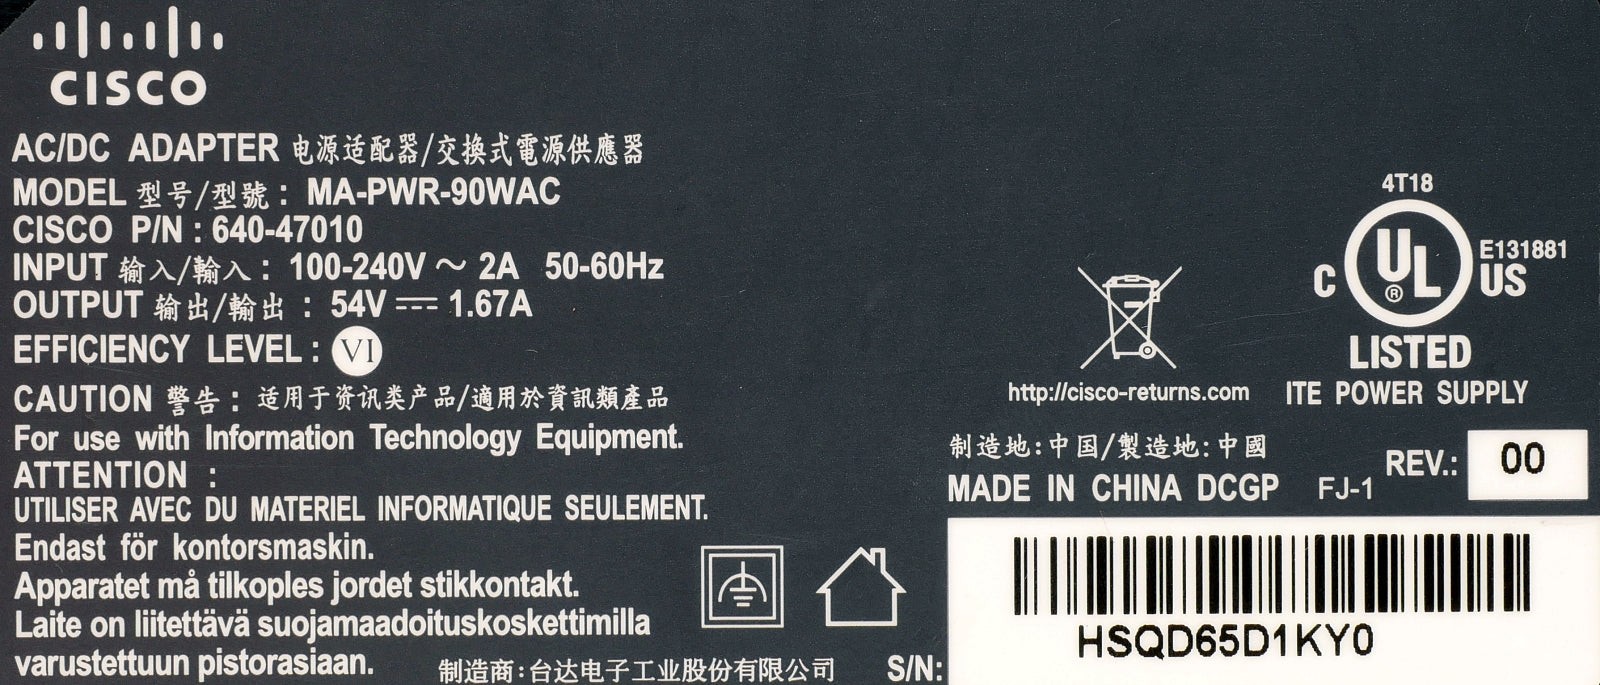 CISCO
AC/DC ADAPTER 电源适配器/交换式電源供應器
MODEL 型号/型號: MA-PWR-90WAC
CISCO P/N: 640-47010
INPUT 输入/輸入: 100-240V ~ 2A 50-60Hz
OUTPUT 输出/輸出: 54V ⎓ 1.67A
EFFICIENCY LEVEL: VI
CAUTION 警告: 适用于资讯类产品/適用於資訊類產品
For use with Information Technology Equipment.
ATTENTION :
UTILISER AVEC DU MATERIEL INFORMATIQUE SEULEMENT.
Endast för kontorsmaskin.
Apparatet må tilkoples jordet stikkontakt.
Laite on liitettävä suojamaadoituskoskettimilla
varustettuun pistorasiaan.
制造商:台达电子工业股份有限公司
http://cisco-returns.com
4T18
C UL ® US E131881
LISTED
ITE POWER SUPPLY
制造地:中国/製造地:中國
MADE IN CHINA DCGP FJ-1
REV.: 00
S/N: HSQD65D1KY0